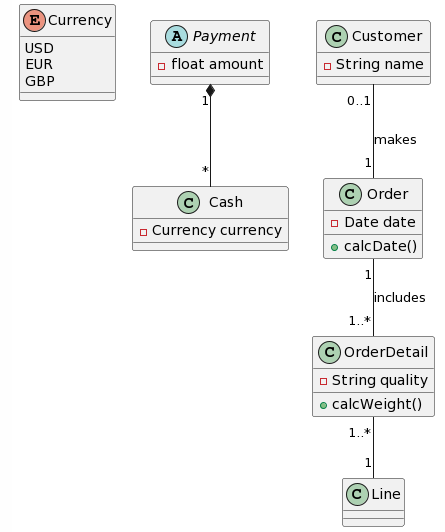 E Currency
USD
EUR
GBP
A Payment
float amount
1
*
C Cash
Currency currency
C Customer
String name
0..1
makes
1
C Order
Date date
calcDate()
1
includes
1..*
C OrderDetail
String quality
calcWeight()
1..*
1
C Line